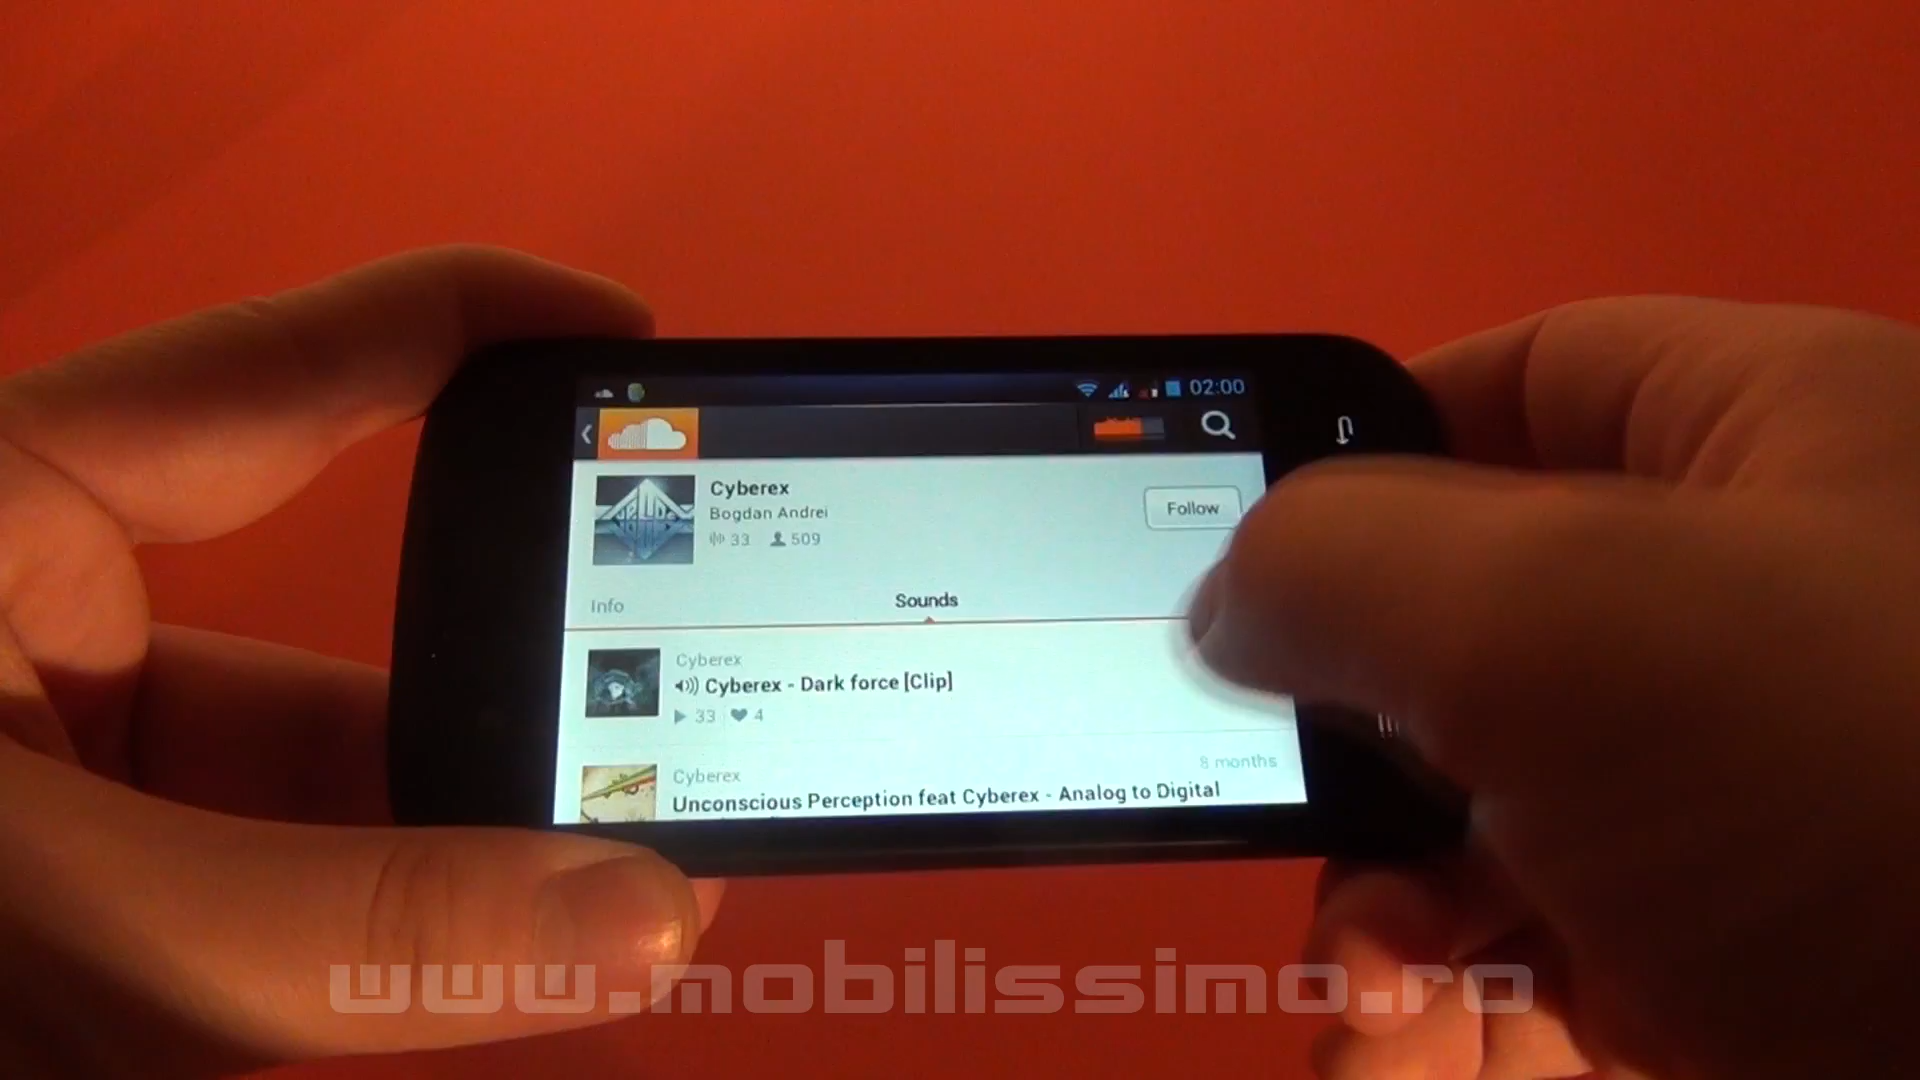 02:00
Cyberex
Bogdan Andrei
Follow
33 509
Info
Sounds
Cyberex
Cyberex - Dark force [Clip]
33 4
8 months
Cyberex
Unconscious Perception feat Cyberex - Analog to Digital
www.mobilissimo.ro